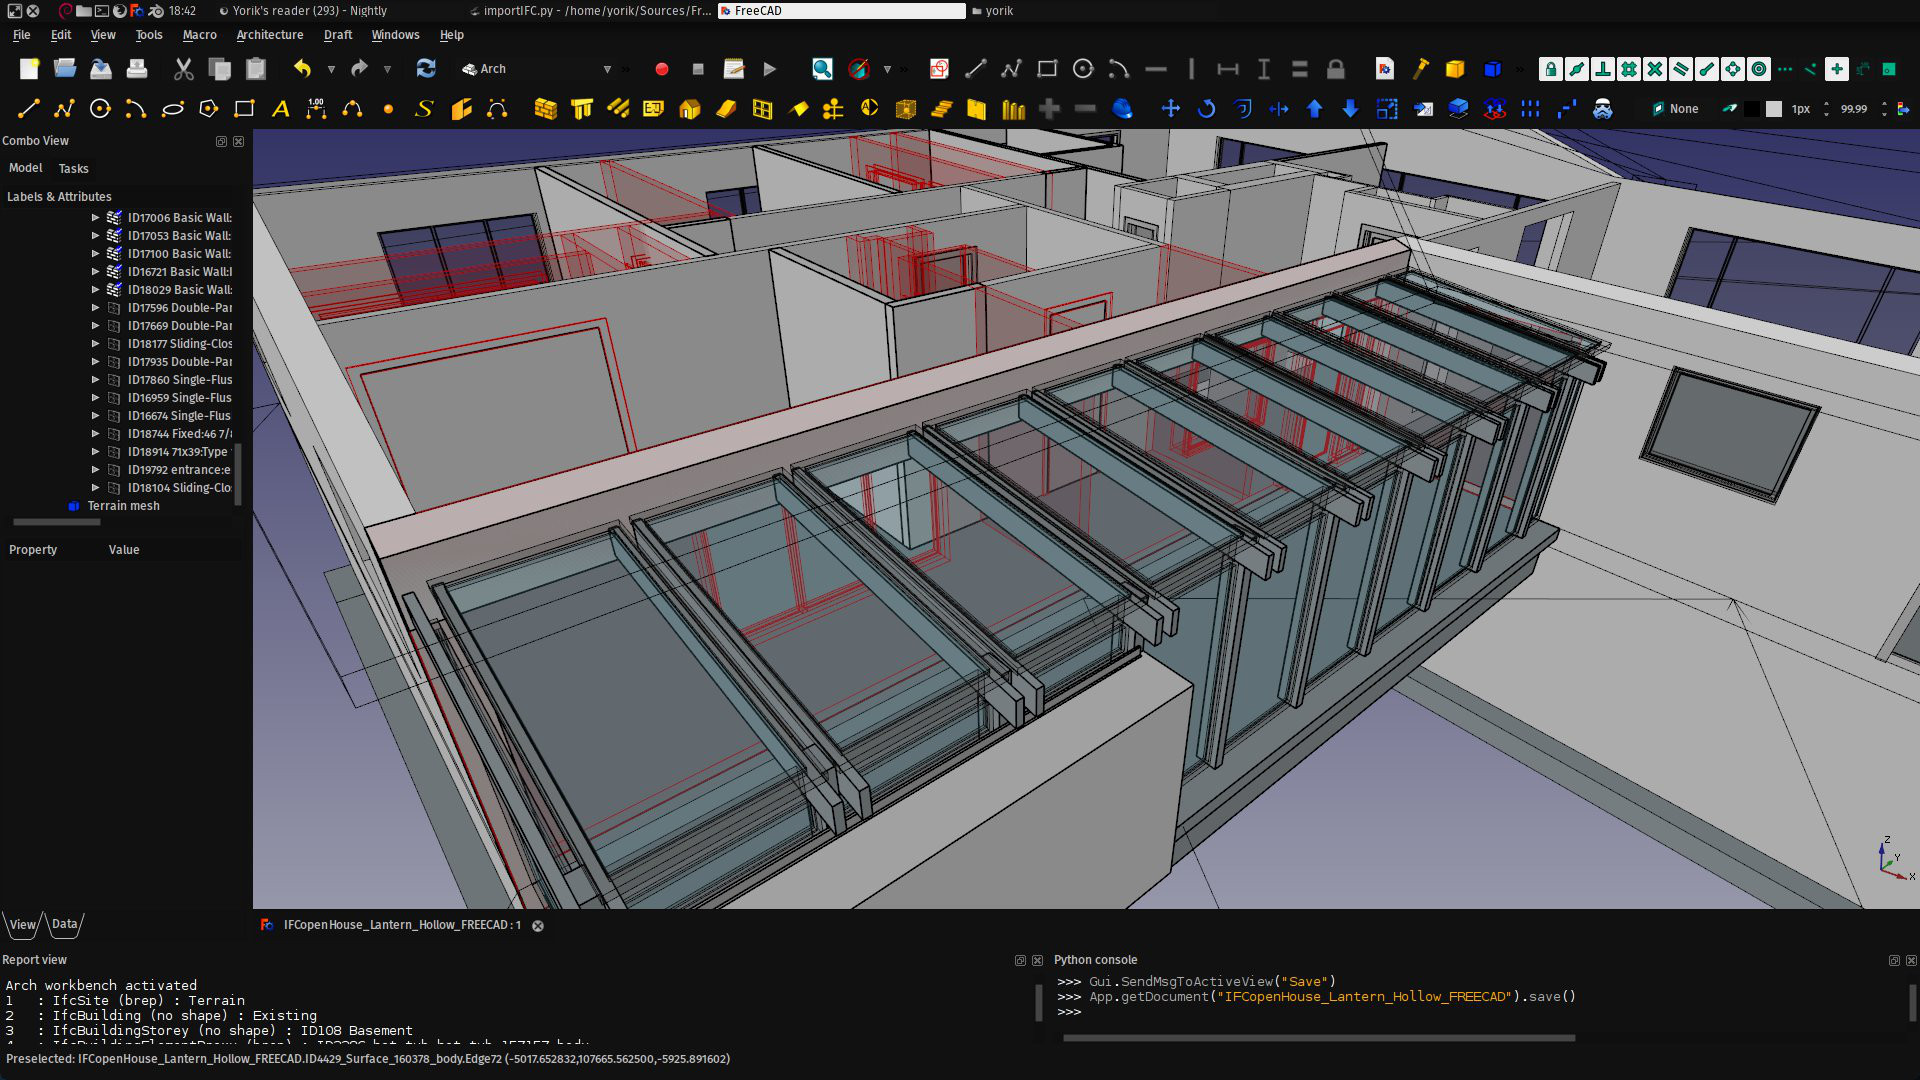 18:42 Yorik's reader (293) - Nightly importIFC.py - /home/yorik/Sources/Fr... FreeCAD yorik
File Edit View Tools Macro Architecture Draft Windows Help
Arch
A 1.00 S None 1px 99.99
Combo View
Model Tasks
Labels & Attributes
ID17006 Basic Wall:
ID17053 Basic Wall:
ID17100 Basic Wall:
ID16721 Basic Wall:I
ID18029 Basic Wall:
ID17596 Double-Par
ID17669 Double-Par
ID18177 Sliding-Clos
ID17935 Double-Par
ID17860 Single-Flus
ID16959 Single-Flus
ID16674 Single-Flus
ID18744 Fixed:46 7/8
ID18914 71x39:Type
ID19792 entrance:e
ID18104 Sliding-Clo
Terrain mesh
Property Value
Z
Y
X
View Data
IFCopenHouse_Lantern_Hollow_FREECAD : 1
Report view
Arch workbench activated
1 : IfcSite (brep) : Terrain
2 : IfcBuilding (no shape) : Existing
3 : IfcBuildingStorey (no shape) : ID108 Basement
Python console
>>> Gui.SendMsgToActiveView("Save")
>>> App.getDocument("IFCopenHouse_Lantern_Hollow_FREECAD").save()
>>>
Preselected: IFCopenHouse_Lantern_Hollow_FREECAD.ID4429_Surface_160378_body.Edge72 (-5017.652832,107665.562500,-5925.891602)